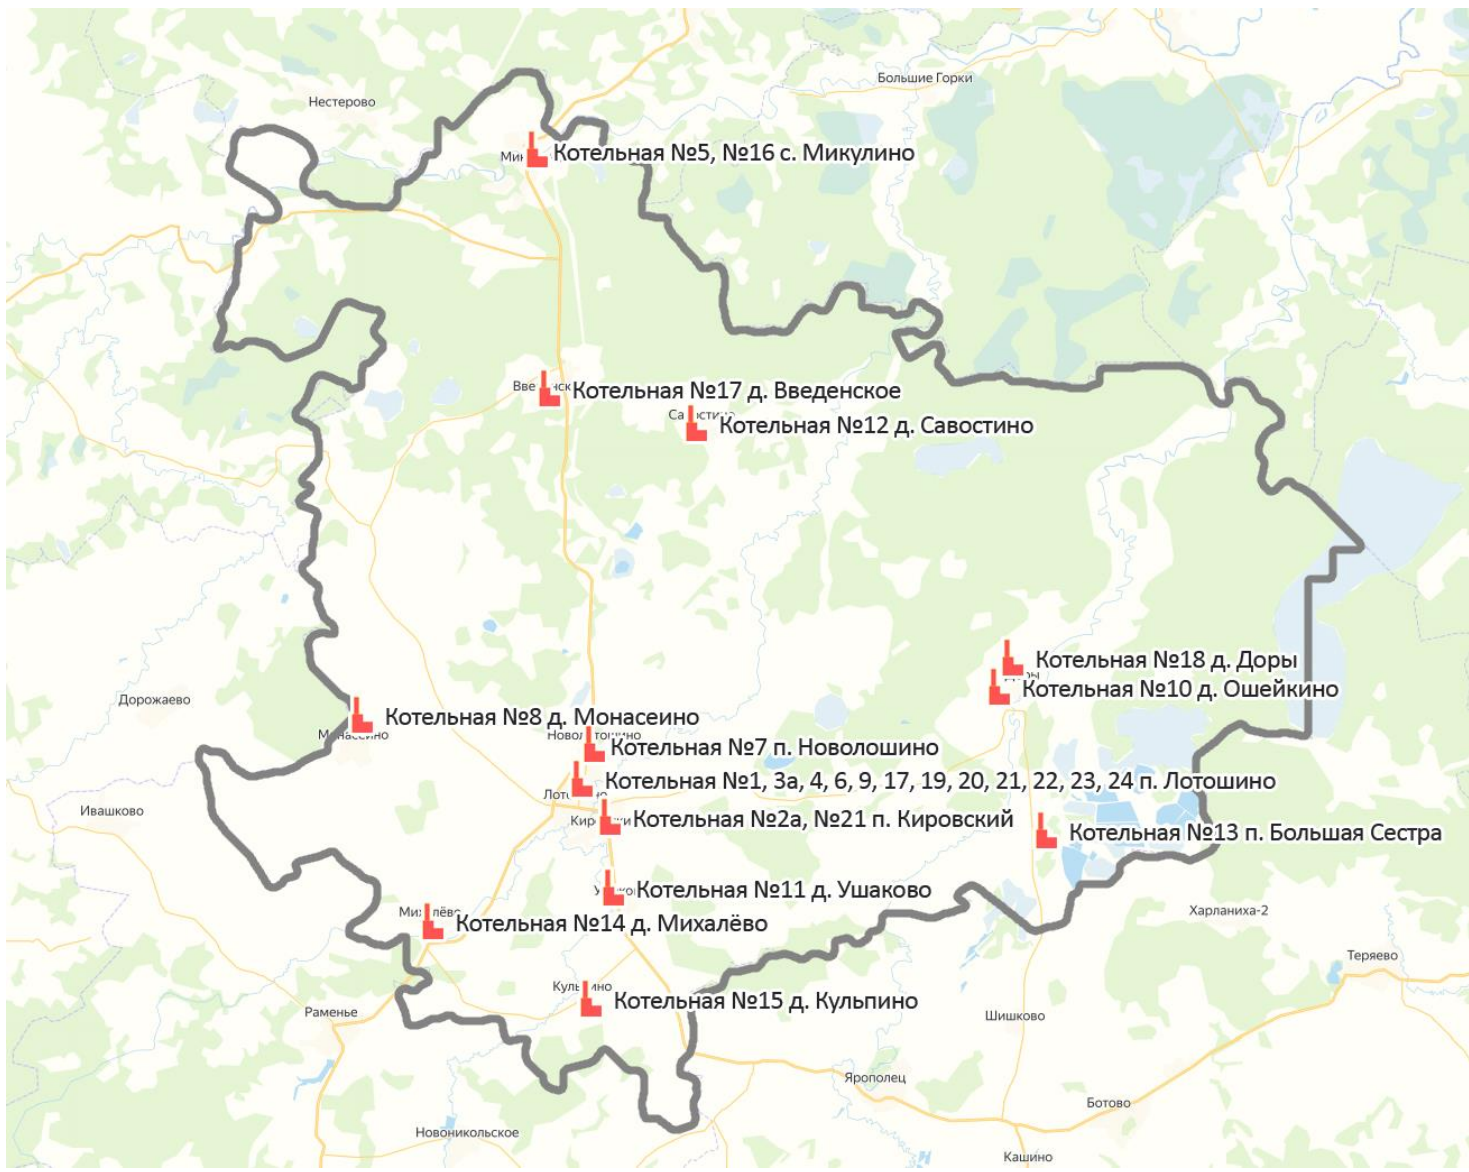 Большие Горки
Нестерово
Котельная №5, №16 с. Микулино
Котельная №17 д. Введенское
Котельная №12 д. Савостино
Котельная №18 д. Доры
Котельная №10 д. Ошейкино
Дорожаево
Котельная №8 д. Монасеино
Котельная №7 п. Новолошино
Котельная №1, 3а, 4, 6, 9, 17, 19, 20, 21, 22, 23, 24 п. Лотошино
Ивашково
Котельная №2а, №21 п. Кировский
Котельная №13 п. Большая Сестра
Котельная №11 д. Ушаково
Харланиха-2
Котельная №14 д. Михалёво
Теряево
Котельная №15 д. Кульпино
Раменье
Шишково
Ярополец
Ботово
Новоникольское
Кашино